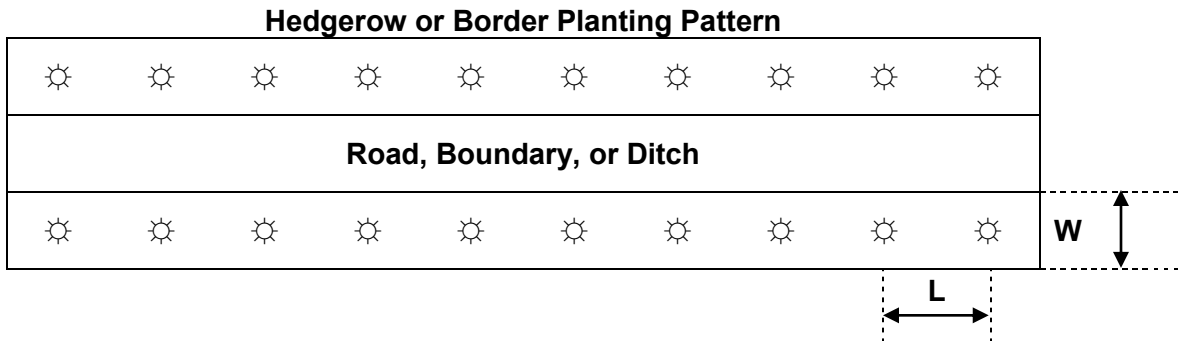 Hedgerow or Border Planting Pattern
Road, Boundary, or Ditch
W
L